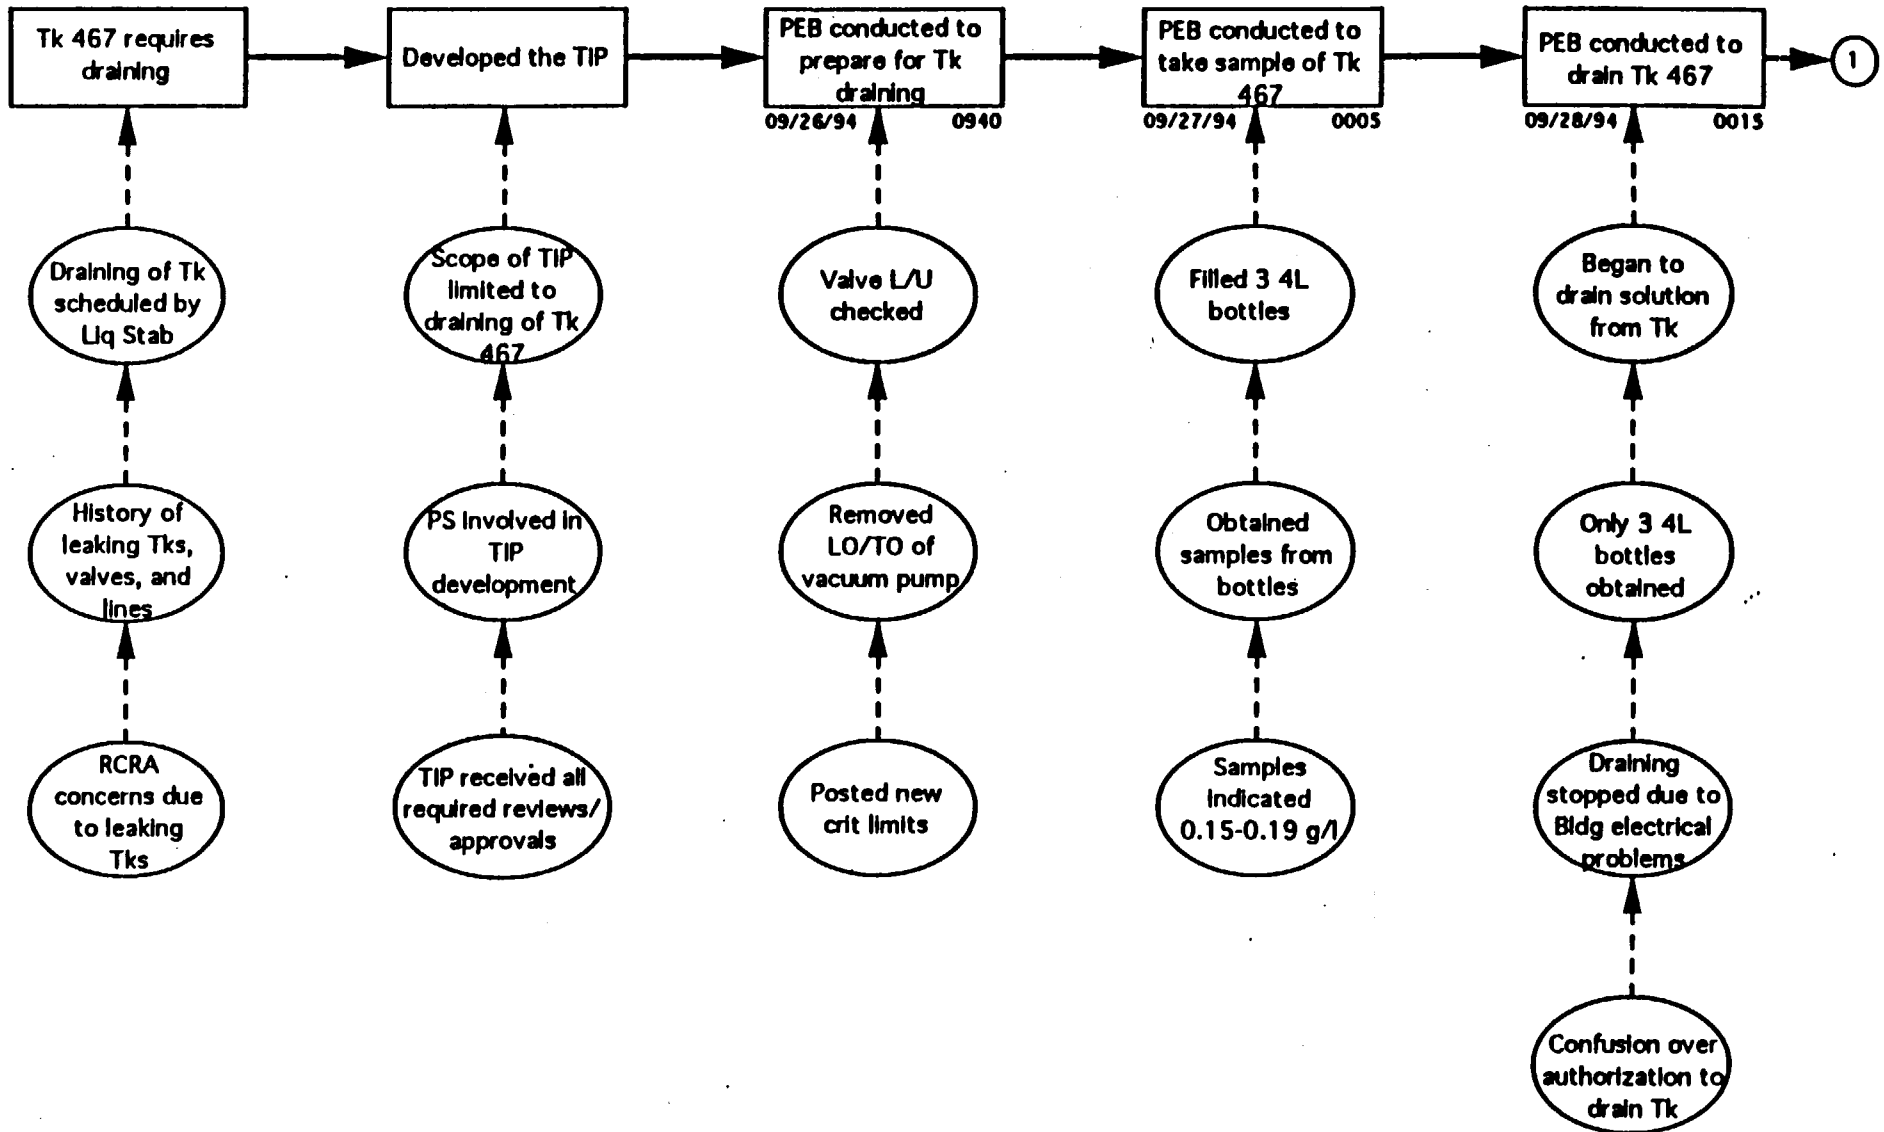 Tk 467 requires
draining
Developed the TIP
PEB conducted to
prepare for Tk
draining
09/26/94 0940
PEB conducted to
take sample of Tk
467
09/27/94 0005
PEB conducted to
drain Tk 467
09/28/94 0015
1
Draining of Tk
scheduled by
Liq Stab
Scope of TIP
limited to
draining of Tk
467
Valve L/U
checked
Filled 3 4L
bottles
Began to
drain solution
from Tk
History of
leaking Tks,
valves, and
lines
PS Involved in
TIP
development
Removed
LO/TO of
vacuum pump
Obtained
samples from
bottles
Only 3 4L
bottles
obtained
RCRA
concerns due
to leaking
Tks
TIP received all
required reviews/
approvals
Posted new
crit limits
Samples
indicated
0.15-0.19 g/l
Draining
stopped due to
Bldg electrical
problems
Confusion over
authorization to
drain Tk